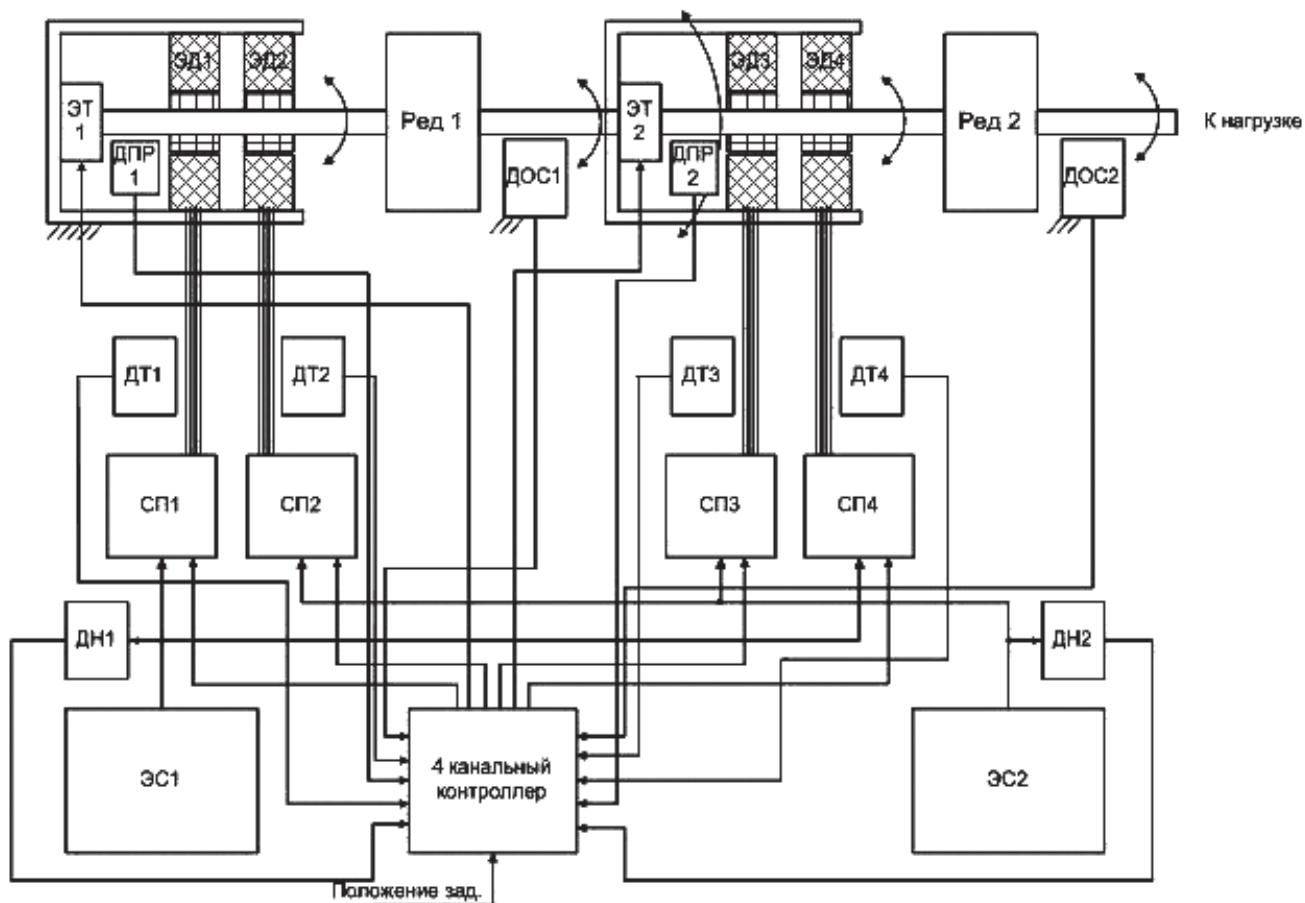 ЭД1
ЭД2
ЭД3
ЭД4
ЭТ
1
Ред 1
ЭТ
2
Ред 2
К нагрузке
ДПР
1
ДОС1
ДПР
2
ДОС2
ДТ1
ДТ2
ДТ3
ДТ4
СП1
СП2
СП3
СП4
ДН1
ДН2
ЭС1
4 канальный
контроллер
ЭС2
Положение зад.